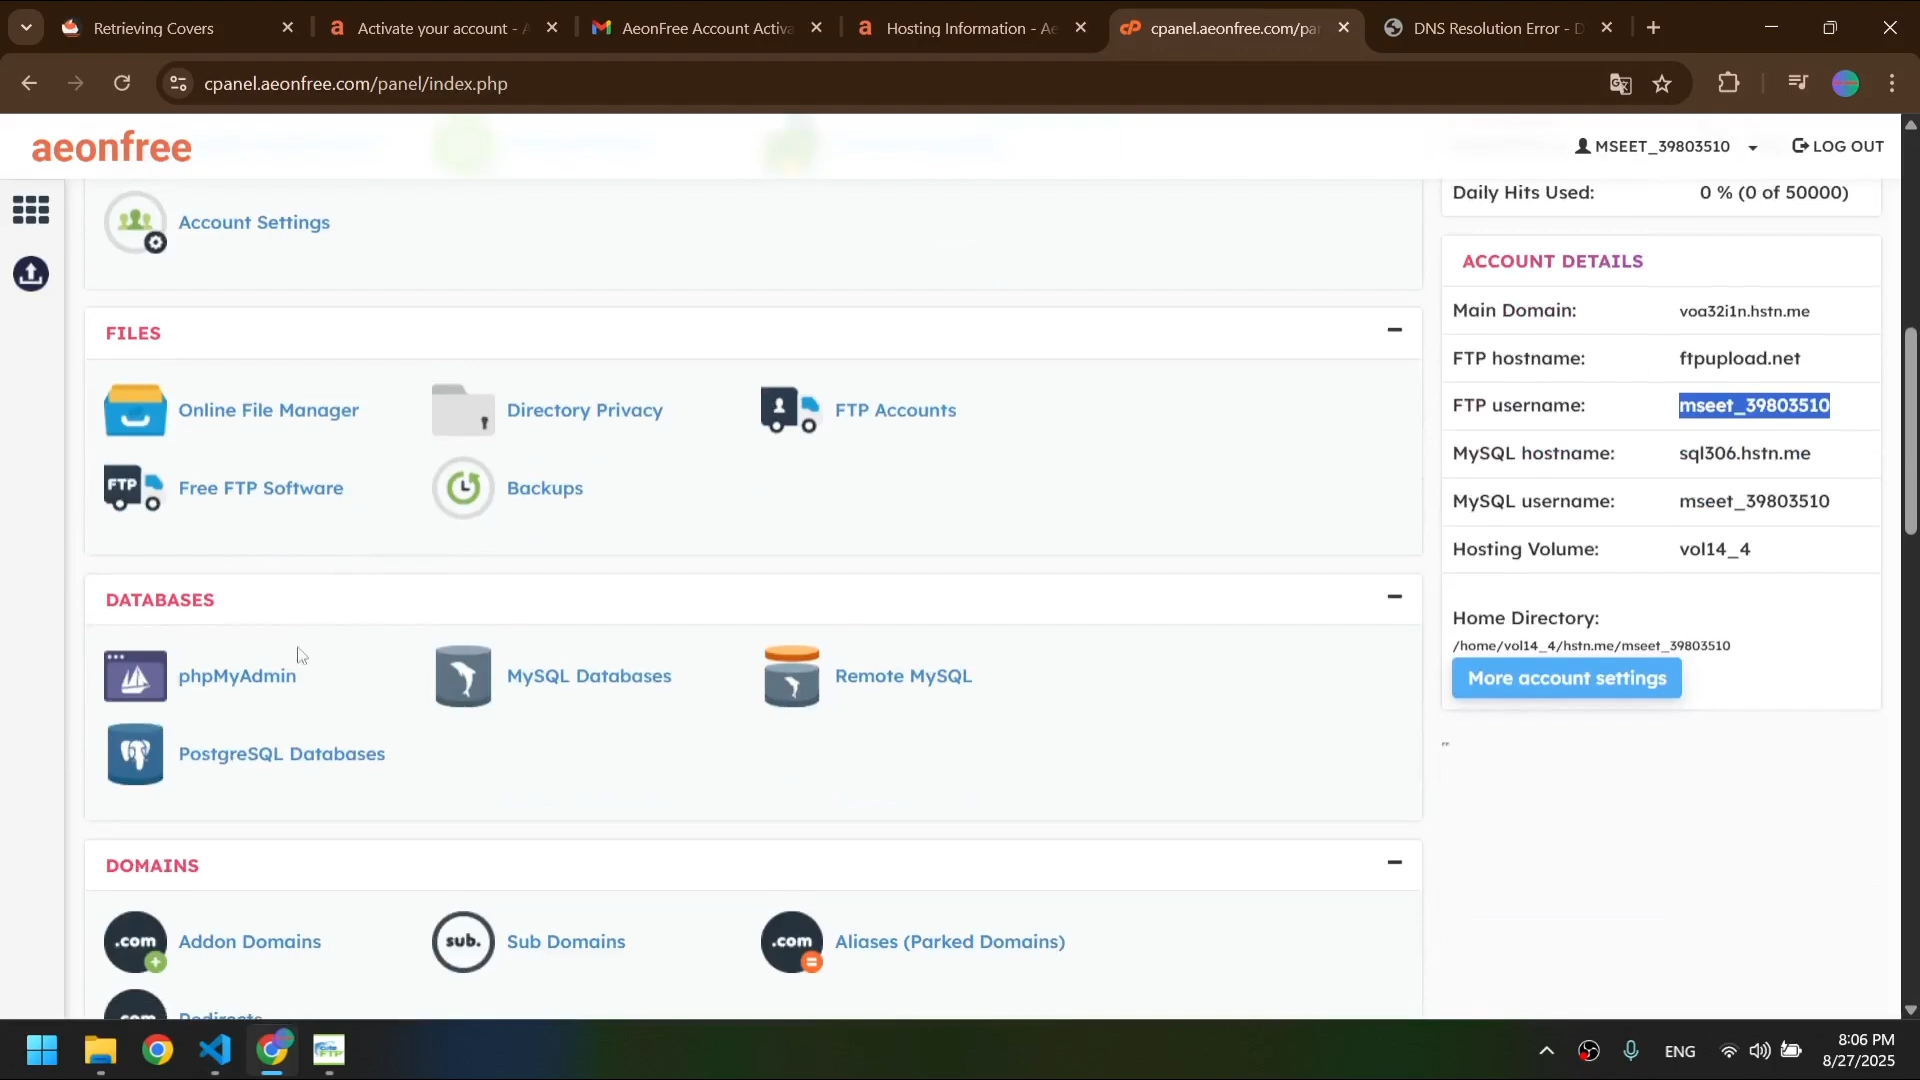 Retrieving Covers
Activate your account - A
AeonFree Account Activa
Hosting Information - Ae
cpanel.aeonfree.com/pan
DNS Resolution Error - D
cpanel.aeonfree.com/panel/index.php
aeonfree
MSEET_39803510
LOG OUT
Daily Hits Used: 0 % (0 of 50000)
Account Settings
ACCOUNT DETAILS
Main Domain: voa32i1n.hstn.me
FTP hostname: ftpupload.net
FTP username: mseet_39803510
MySQL hostname: sql306.hstn.me
MySQL username: mseet_39803510
Hosting Volume: vol14_4
Home Directory:
/home/vol14_4/hstn.me/mseet_39803510
More account settings
"
FILES
Online File Manager
Directory Privacy
FTP Accounts
FTP
Free FTP Software
Backups
DATABASES
phpMyAdmin
MySQL Databases
Remote MySQL
PostgreSQL Databases
DOMAINS
.com
Addon Domains
sub.
Sub Domains
.com
Aliases (Parked Domains)
.com
Redirects
ENG
8:06 PM
8/27/2025